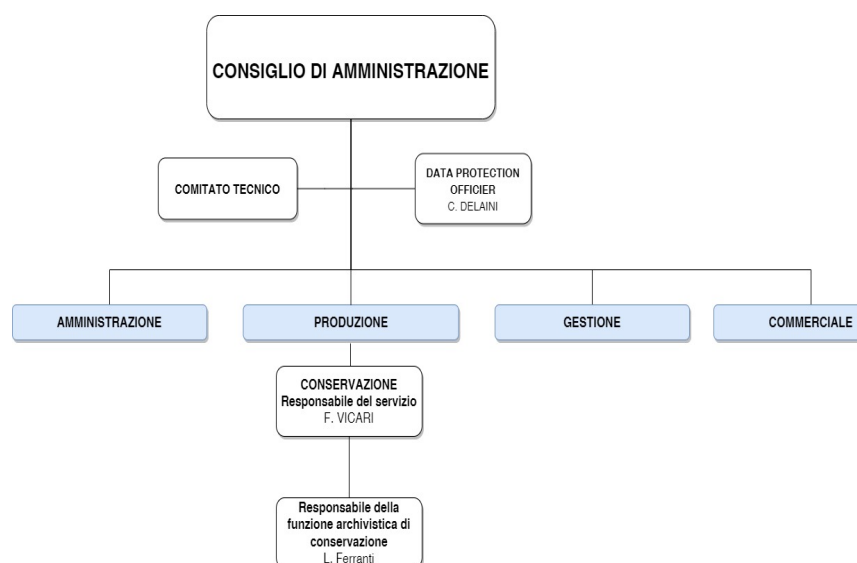 CONSIGLIO DI AMMINISTRAZIONE
COMITATO TECNICO
DATA PROTECTION
OFFICIER
C. DELAINI
AMMINISTRAZIONE
PRODUZIONE
GESTIONE
COMMERCIALE
CONSERVAZIONE
Responsabile del servizio
F. VICARI
Responsabile della
funzione archivistica di
conservazione
L. Ferranti